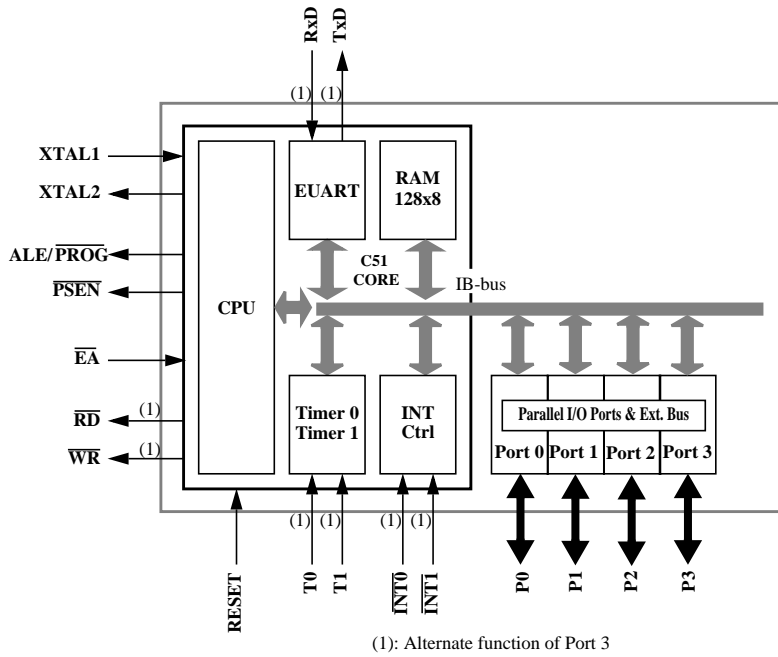 RxD
TxD
(1) (1)
XTAL1
XTAL2
ALE/PROG
PSEN
EA
RD (1)
WR (1)
CPU
EUART
RAM
128x8
C51
CORE
IB-bus
Timer 0
Timer 1
INT
Ctrl
Parallel I/O Ports & Ext. Bus
Port 0 Port 1 Port 2 Port 3
(1) (1) (1) (1)
RESET
T0
T1
INT0
INT1
P0
P1
P2
P3
(1): Alternate function of Port 3